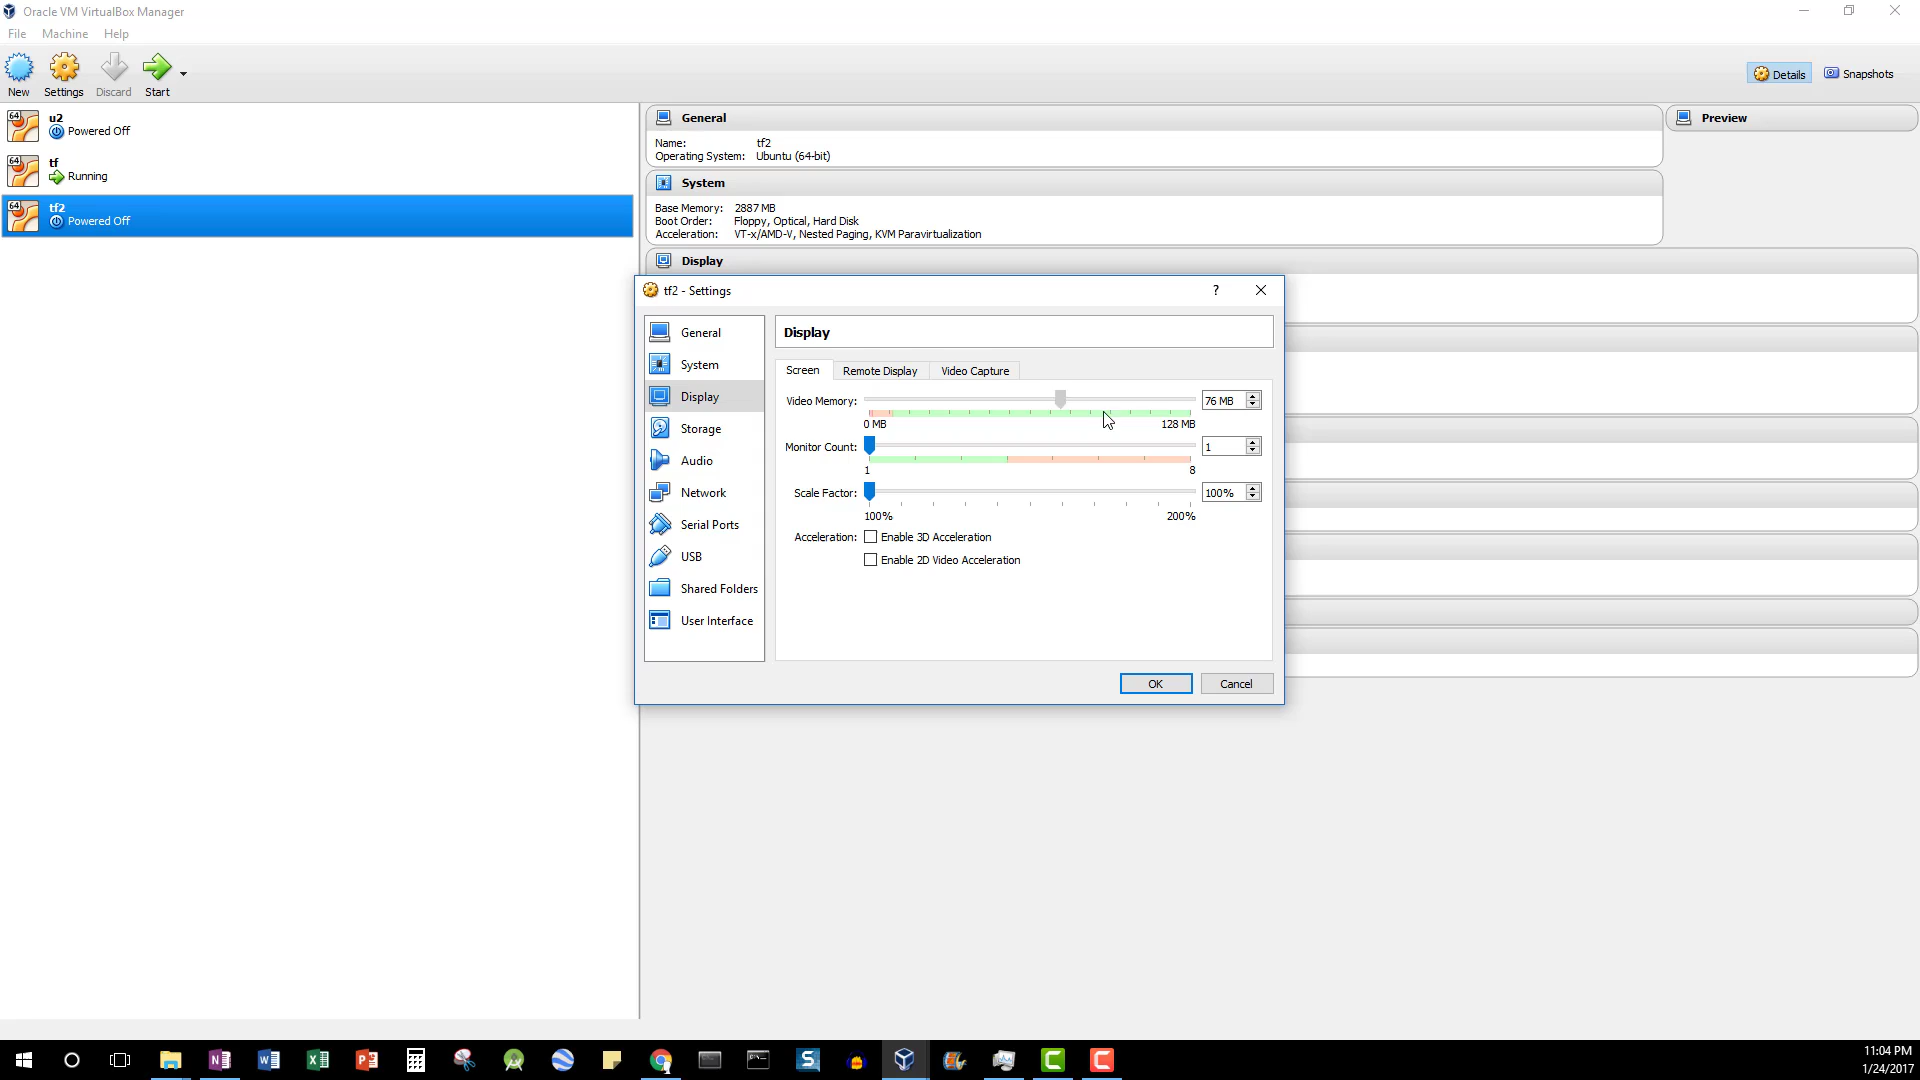 Oracle VM VirtualBox Manager
File Machine Help
New Settings Discard Start
Details Snapshots
64
u2
Powered Off
64
tf
Running
64
tf2
Powered Off
General
Name: tf2
Operating System: Ubuntu (64-bit)
System
Base Memory: 2887 MB
Boot Order: Floppy, Optical, Hard Disk
Acceleration: VT-x/AMD-V, Nested Paging, KVM Paravirtualization
Preview
Display
tf2 - Settings ?
General
System
Display
Storage
Audio
Network
Serial Ports
USB
Shared Folders
User Interface
Display
Screen Remote Display Video Capture
Video Memory: 76 MB
0 MB 128 MB
Monitor Count: 1
1 8
Scale Factor: 100%
100% 200%
Acceleration: Enable 3D Acceleration
Enable 2D Video Acceleration
OK Cancel
11:04 PM
1/24/2017